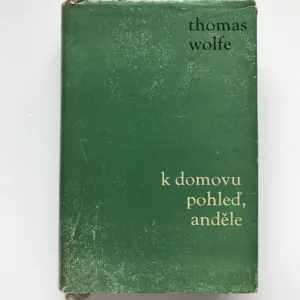 thomas
wolfe
k domovu
pohleď,
anděle